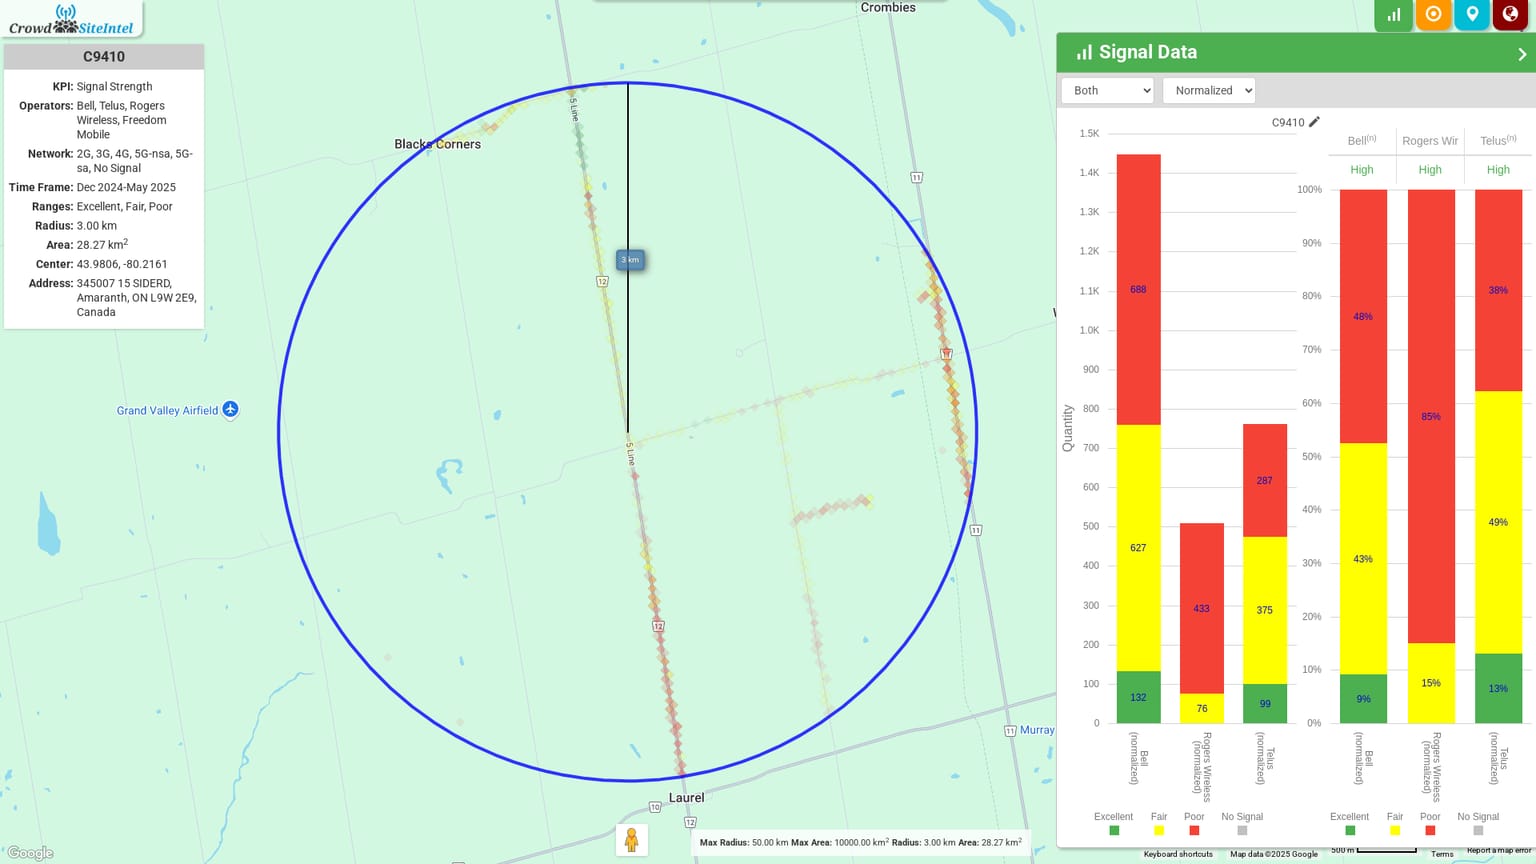 Crowd SiteIntel
C9410
KPI: Signal Strength
Operators: Bell, Telus, Rogers
Wireless, Freedom
Mobile
Network: 2G, 3G, 4G, 5G-nsa, 5G-
sa, No Signal
Time Frame: Dec 2024-May 2025
Ranges: Excellent, Fair, Poor
Radius: 3.00 km
Area: 28.27 km2
Center: 43.9806, -80.2161
Address: 345007 15 SIDERD,
Amaranth, ON L9W 2E9,
Canada
Crombies
5 Line
Blacks Corners
11
3 km
12
Grand Valley Airfield
5 Line
11
12
11
Murray
Laurel
10
12
Google
Max Radius: 50.00 km Max Area: 10000.00 km2 Radius: 3.00 km Area: 28.27 km2
Keyboard shortcuts
Map data ©2025 Google
500 m
Terms
Report a map error
Signal Data
Both
Normalized
C9410
Quantity
1.5K
1.4K
1.3K
1.2K
1.1K
1.0K
900
800
700
600
500
400
300
200
100
0
688
627
132
433
76
287
375
99
Bell
(normalized)
Rogers Wireless
(normalized)
Telus
(normalized)
Excellent
Fair
Poor
No Signal
Bell(n)
Rogers Wir
Telus(n)
High
High
High
100%
90%
80%
70%
60%
50%
40%
30%
20%
10%
0%
48%
43%
9%
85%
15%
38%
49%
13%
Bell
(normalized)
Rogers Wireless
(normalized)
Telus
(normalized)
Excellent
Fair
Poor
No Signal